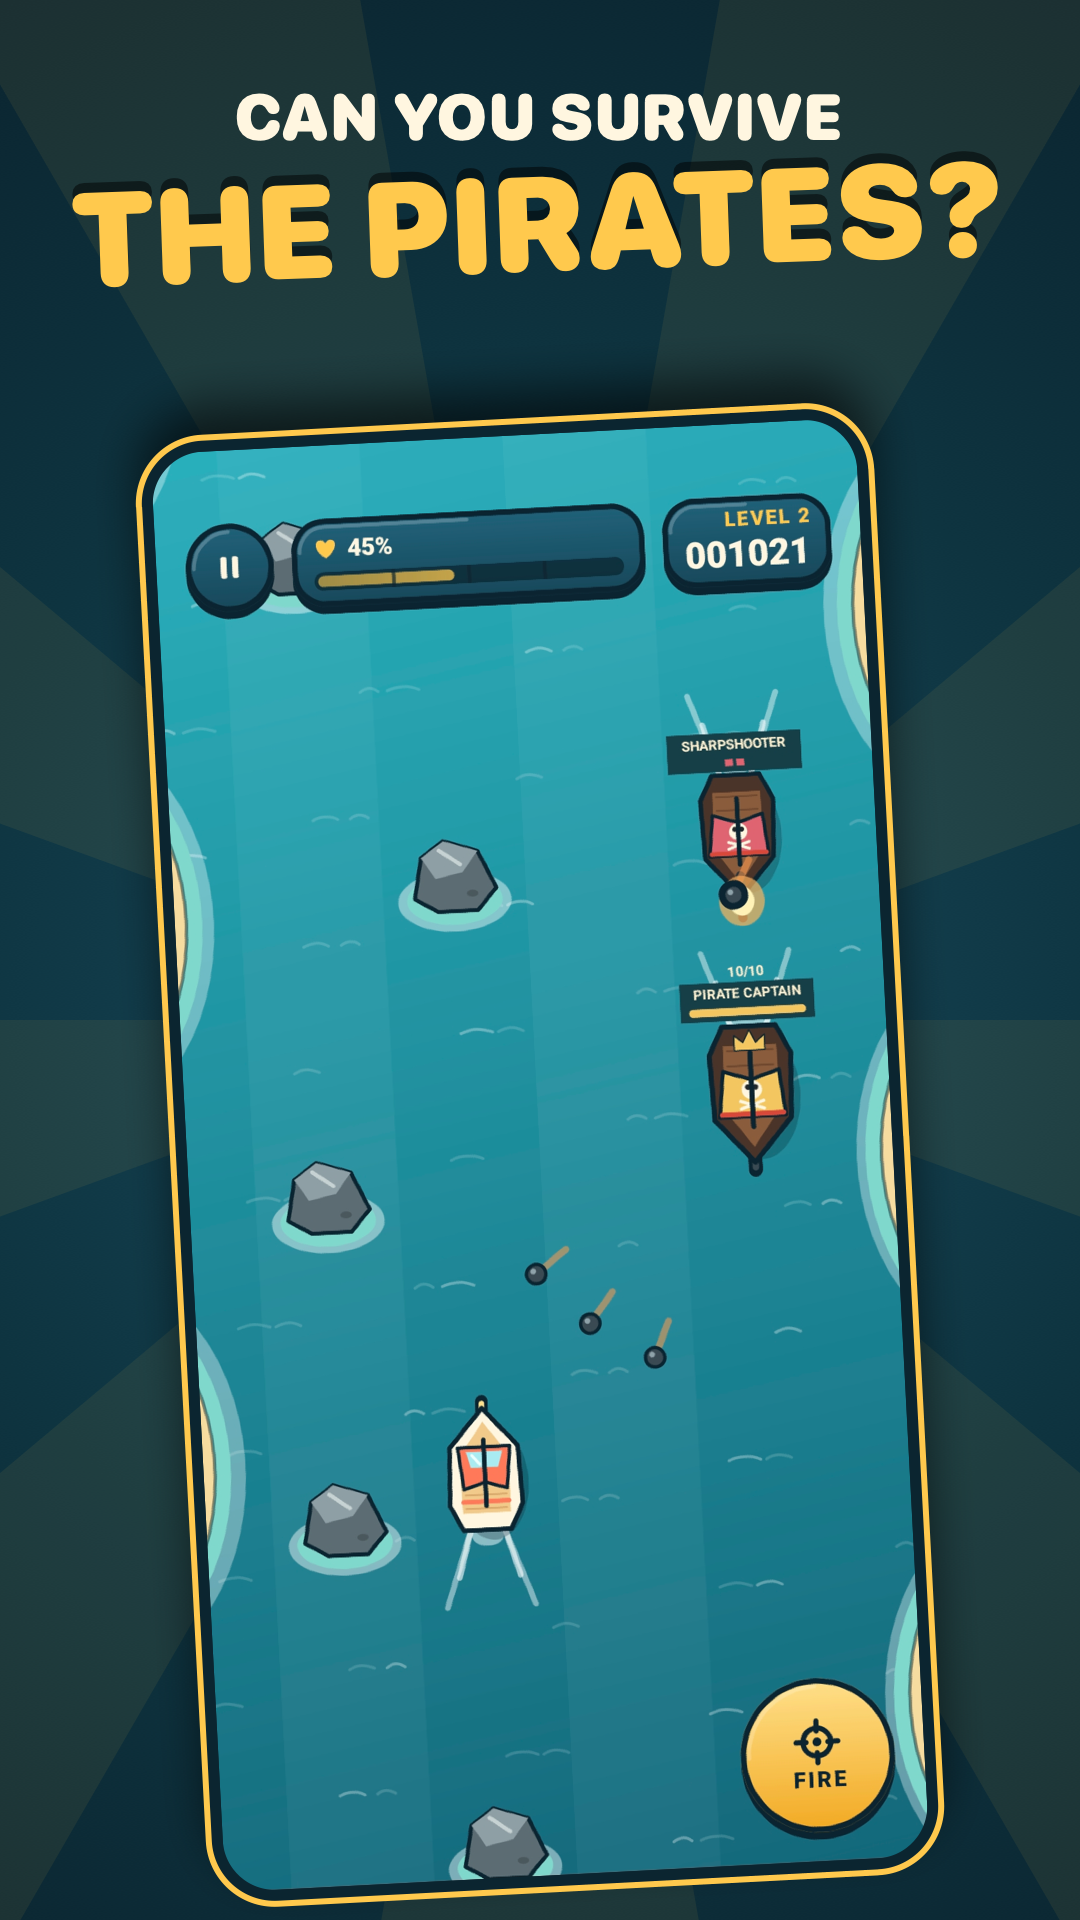 CAN YOU SURVIVE
THE PIRATES?
45%
LEVEL 2
001021
SHARPSHOOTER
10/10
PIRATE CAPTAIN
FIRE